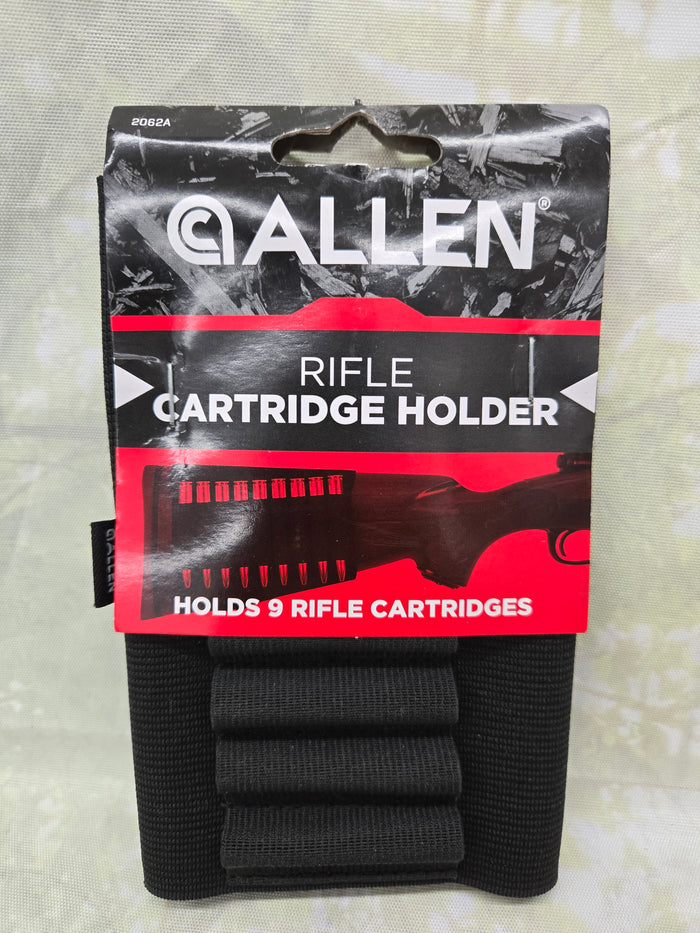 2062A
ALLEN®
RIFLE
CARTRIDGE HOLDER
HOLDS 9 RIFLE CARTRIDGES
ALLEN